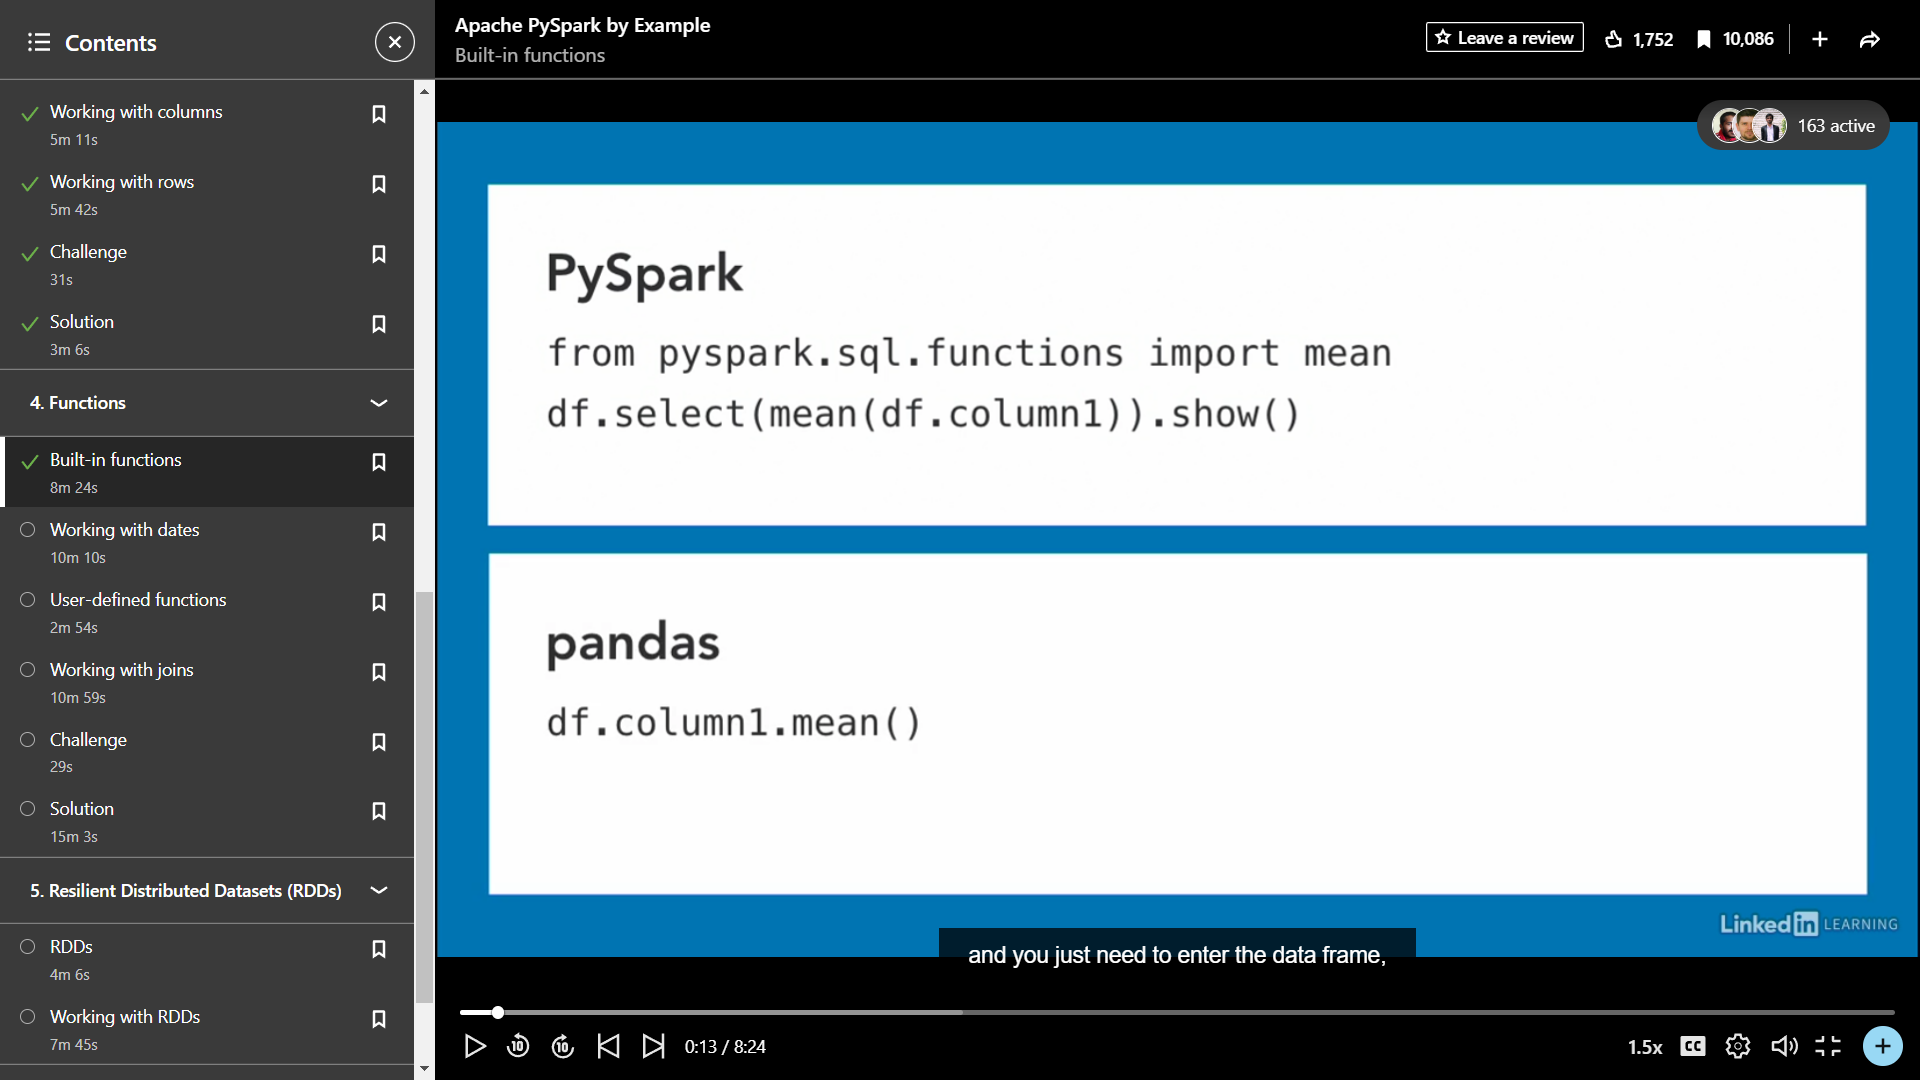 Contents
Working with columns
5m 11s
Working with rows
5m 42s
Challenge
31s
Solution
3m 6s
4. Functions
Built-in functions
8m 24s
Working with dates
10m 10s
User-defined functions
2m 54s
Working with joins
10m 59s
Challenge
29s
Solution
15m 3s
5. Resilient Distributed Datasets (RDDs)
RDDs
4m 6s
Working with RDDs
7m 45s
Apache PySpark by Example
Built-in functions
Leave a review
1,752
10,086
163 active
PySpark
from pyspark.sql.functions import mean
df.select(mean(df.column1)).show()
pandas
df.column1.mean()
LinkedIn LEARNING
and you just need to enter the data frame,
10
10
0:13 / 8:24
1.5x
CC